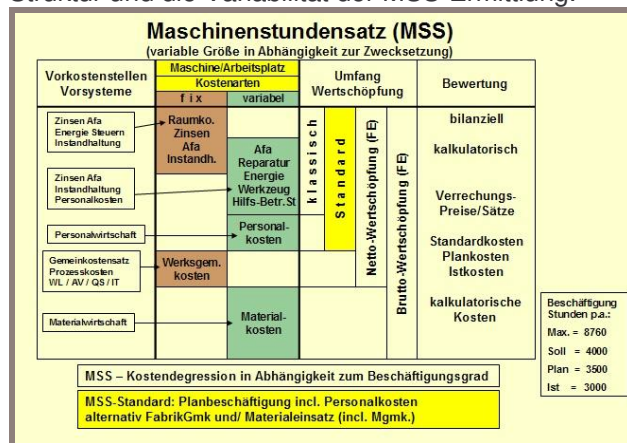 Struktur und die Variabilität der MSS-Ermittlung.
Maschinenstundensatz (MSS)
(variable Größe in Abhängigkeit zur Zwecksetzung)
Vorkostenstellen
Vorsysteme
Maschine/Arbeitsplatz
Kostenarten
fix
variabel
Umfang
Wertschöpfung
Bewertung
Zinsen Afa
Energie Steuern
Instandhaltung
Zinsen Afa
Instandhaltung
Personalkosten
Personalwirtschaft
Gemeinkostensatz
Prozesskosten
WL / AV / QS / IT
Materialwirtschaft
Raumko.
Zinsen
Afa
Instandh.
Werksgem.
kosten
Afa
Reparatur
Energie
Werkzeug
Hilfs-Betr.St
Personal-
kosten
Material-
kosten
klassisch
Standard
Netto-Wertschöpfung (FE)
Brutto-Wertschöpfung (FE)
bilanziell
kalkulatorisch
Verrechungs-
Preise/Sätze
Standardkosten
Plankosten
Istkosten
kalkulatorische
Kosten
Beschäftigung
Stunden p.a.:
Max. = 8760
Soll = 4000
Plan = 3500
Ist = 3000
MSS – Kostendegression in Abhängigkeit zum Beschäftigungsgrad
MSS-Standard: Planbeschäftigung incl. Personalkosten
alternativ FabrikGmk und/ Materialeinsatz (incl. Mgmk.)